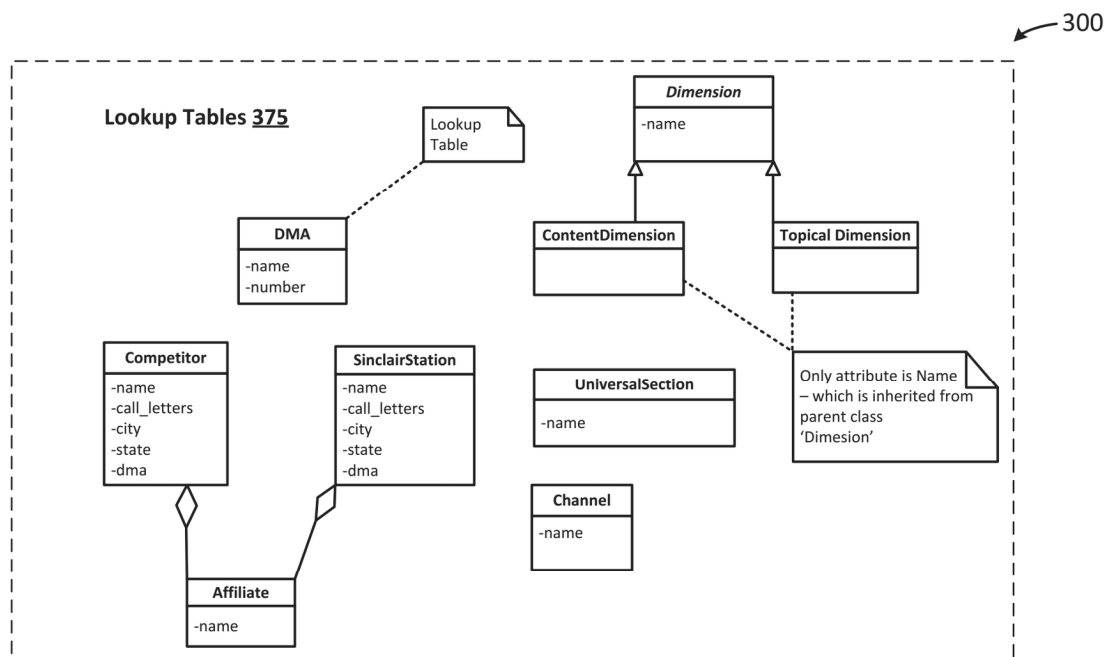 300
Lookup Tables 375
Lookup
Table
Dimension
-name
DMA
-name
-number
ContentDimension
Topical Dimension
Competitor
-name
-call_letters
-city
-state
-dma
SinclairStation
-name
-call_letters
-city
-state
-dma
UniversalSection
-name
Only attribute is Name
– which is inherited from
parent class
‘Dimesion’
Channel
-name
Affiliate
-name